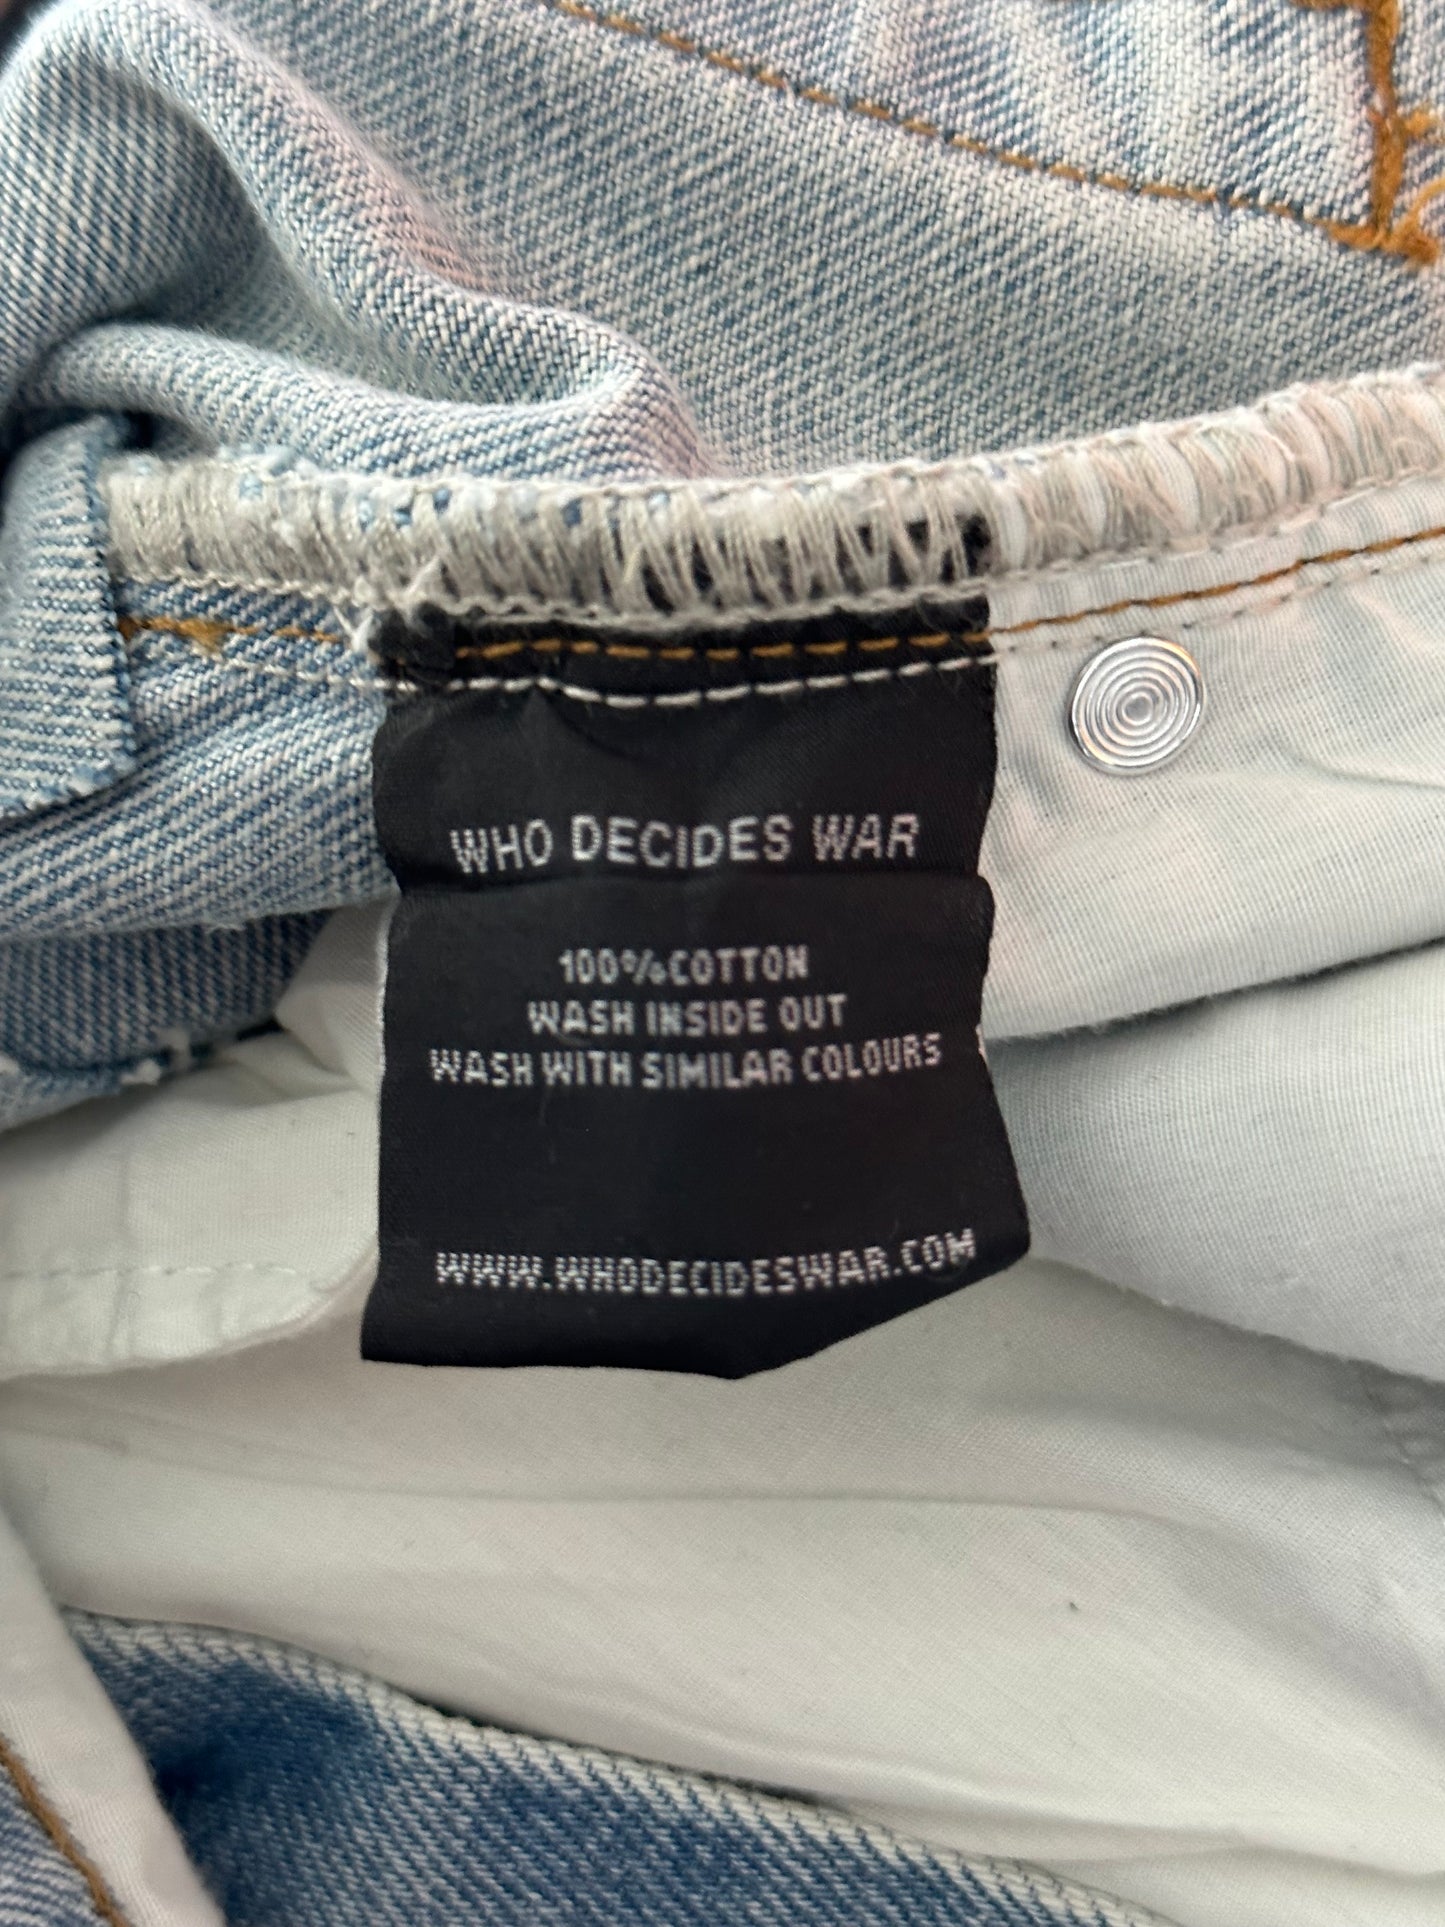 WHO DECIDES WAR
100%COTTON
WASH INSIDE OUT
WASH WITH SIMILAR COLOURS
WWW.WHODECIDESWAR.COM